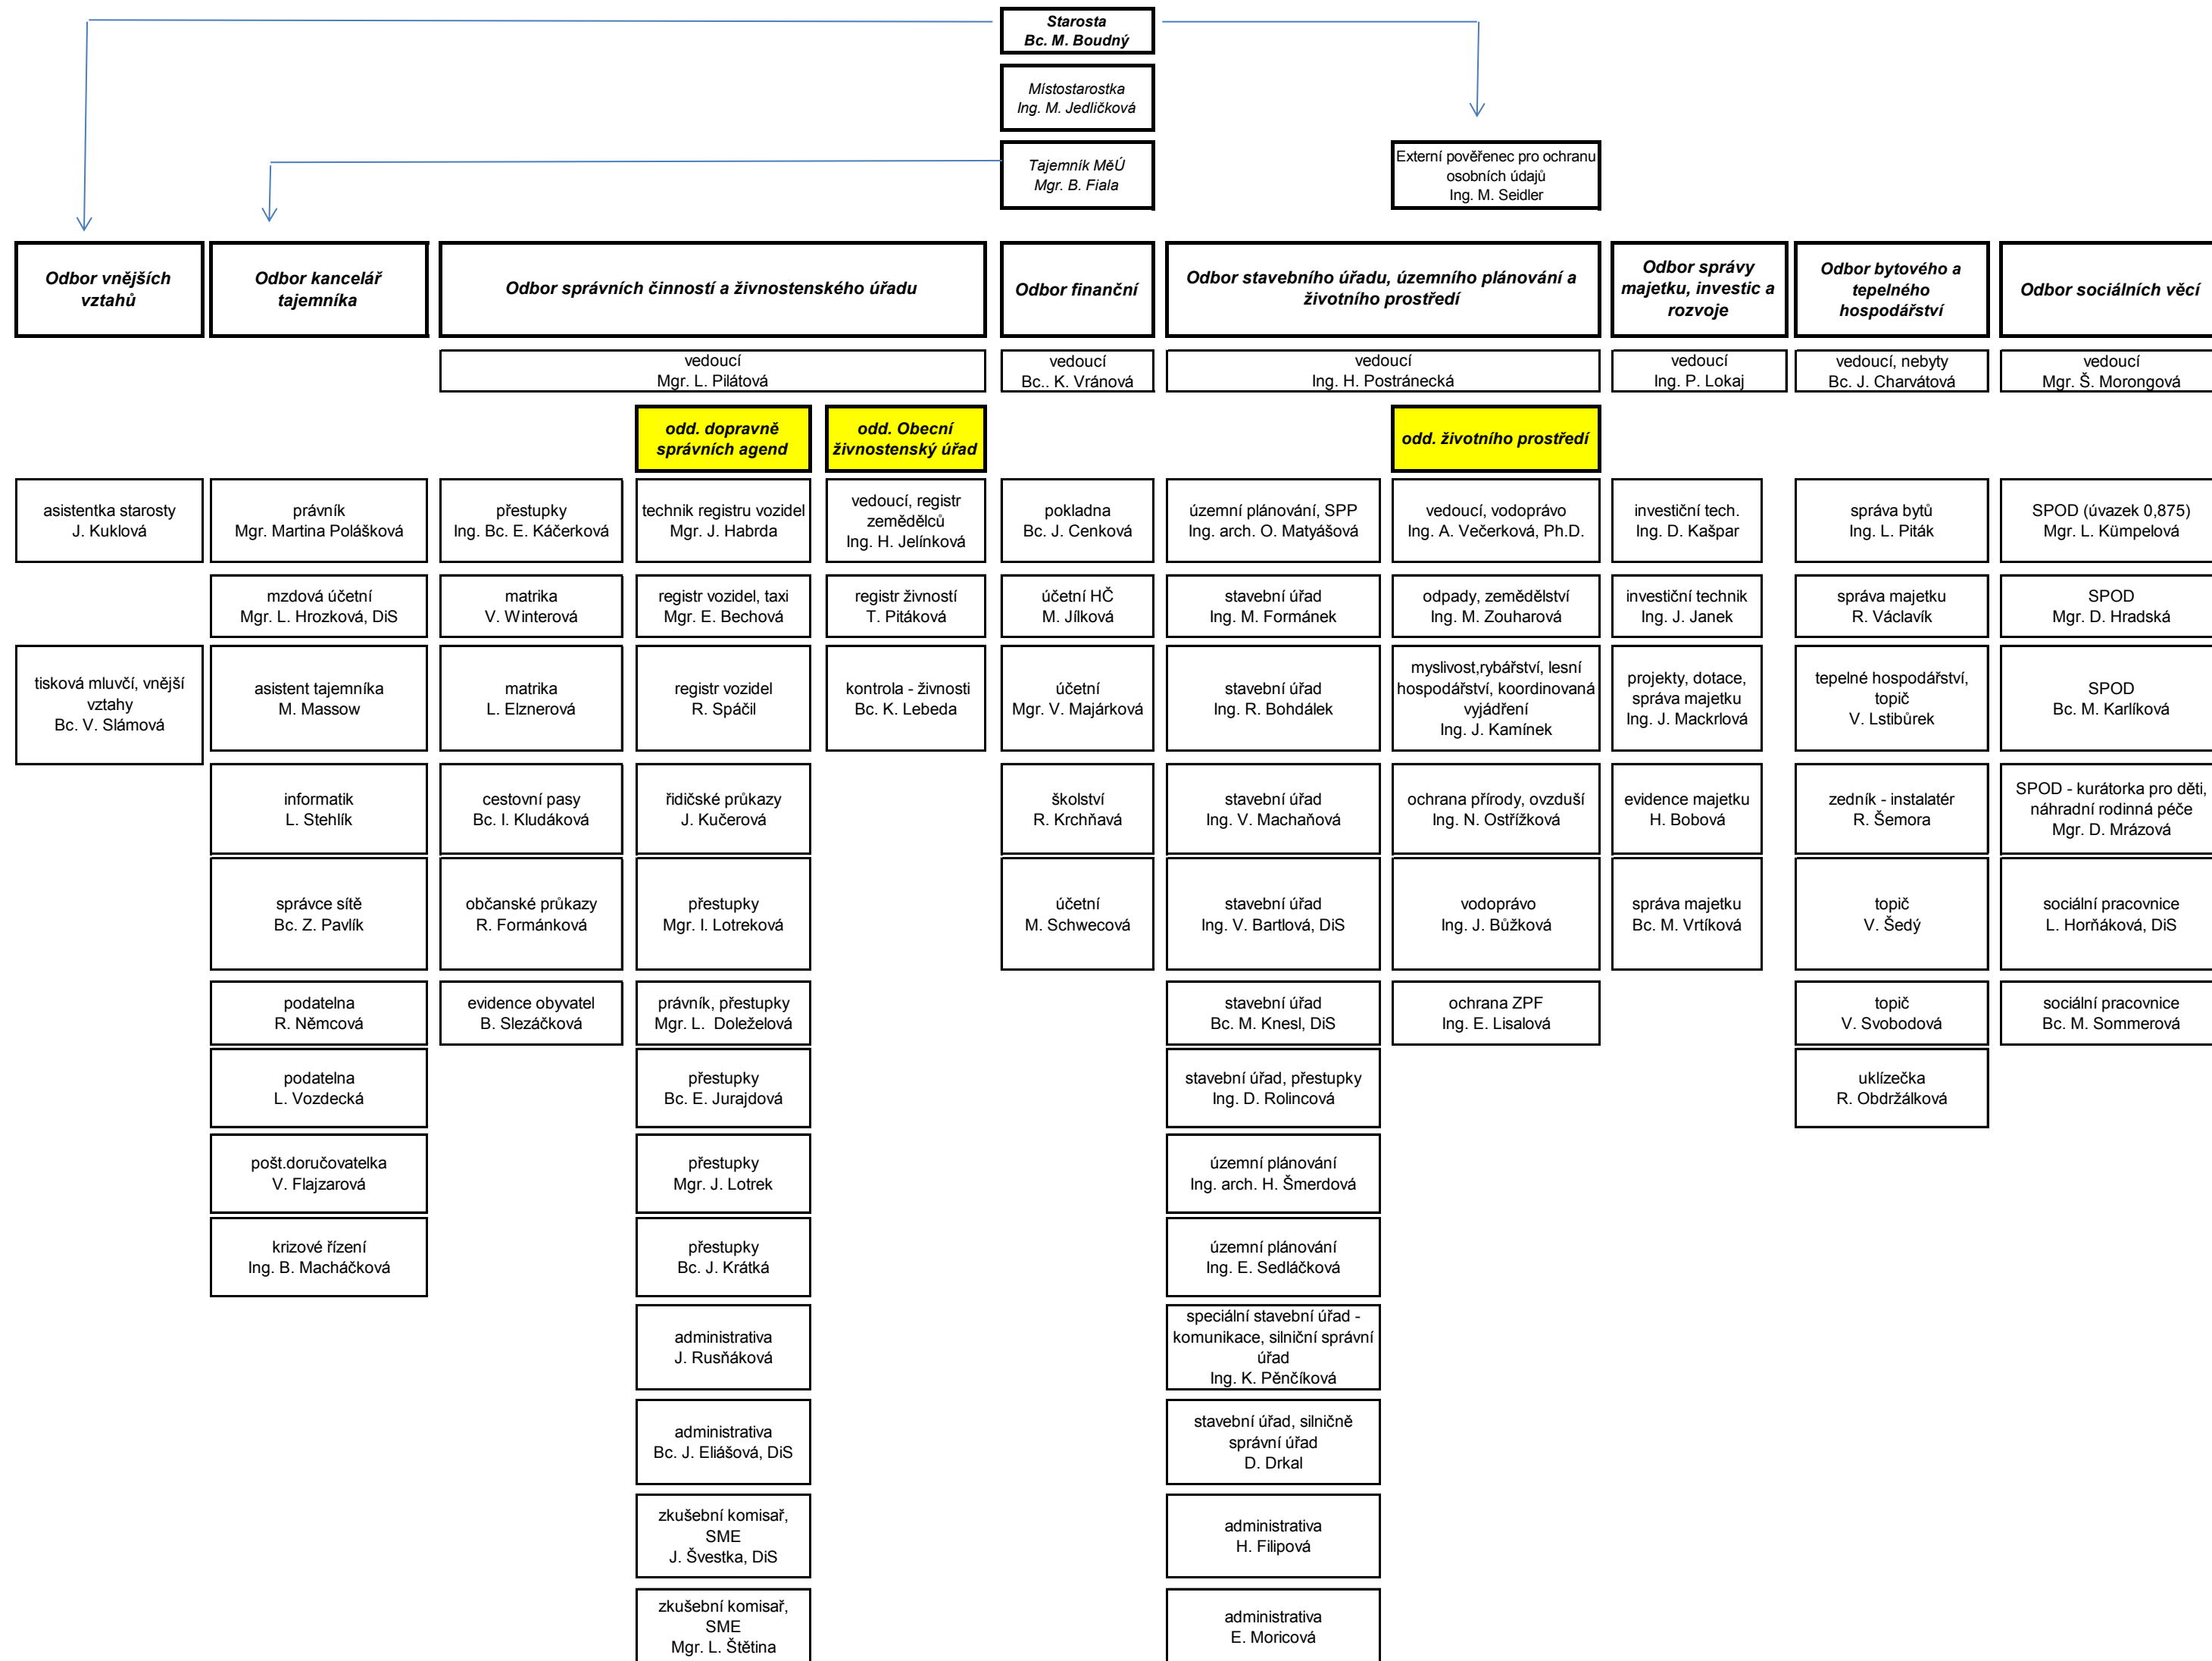 Starosta
Bc. M. Boudný
Místostarostka
Ing. M. Jedličková
Tajemník MěÚ
Mgr. B. Fiala
Externí pověřenec pro ochranu
osobních údajů
Ing. M. Seidler
Odbor vnějších
vztahů
Odbor kancelář
tajemníka
Odbor správních činností a živnostenského úřadu
Odbor finanční
Odbor stavebního úřadu, územního plánování a
životního prostředí
Odbor správy
majetku, investic a
rozvoje
Odbor bytového a
tepelného
hospodářství
Odbor sociálních věcí
vedoucí
Mgr. L. Pilátová
vedoucí
Bc.. K. Vránová
vedoucí
Ing. H. Postránecká
vedoucí
Ing. P. Lokaj
vedoucí, nebyty
Bc. J. Charvátová
vedoucí
Mgr. Š. Morongová
odd. dopravně
správních agend
odd. Obecní
živnostenský úřad
odd. životního prostředí
asistentka starosty
J. Kuklová
právník
Mgr. Martina Polášková
přestupky
Ing. Bc. E. Káčerková
technik registru vozidel
Mgr. J. Habrda
vedoucí, registr
zemědělců
Ing. H. Jelínková
pokladna
Bc. J. Cenková
územní plánování, SPP
Ing. arch. O. Matyášová
vedoucí, vodoprávo
Ing. A. Večerková, Ph.D.
investiční tech.
Ing. D. Kašpar
správa bytů
Ing. L. Piták
SPOD (úvazek 0,875)
Mgr. L. Kümpelová
mzdová účetní
Mgr. L. Hrozková, DiS
matrika
V. Winterová
registr vozidel, taxi
Mgr. E. Bechová
registr živností
T. Pitáková
účetní HČ
M. Jílková
stavební úřad
Ing. M. Formánek
odpady, zemědělství
Ing. M. Zouharová
investiční technik
Ing. J. Janek
správa majetku
R. Václavík
SPOD
Mgr. D. Hradská
tisková mluvčí, vnější
vztahy
Bc. V. Slámová
asistent tajemníka
M. Massow
matrika
L. Elznerová
registr vozidel
R. Spáčil
kontrola - živnosti
Bc. K. Lebeda
účetní
Mgr. V. Majárková
stavební úřad
Ing. R. Bohdálek
myslivost,rybářství, lesní
hospodářství, koordinovaná
vyjádření
Ing. J. Kamínek
projekty, dotace,
správa majetku
Ing. J. Mackrlová
tepelné hospodářství,
topič
V. Lstibůrek
SPOD
Bc. M. Karlíková
informatik
L. Stehlík
cestovní pasy
Bc. I. Kludáková
řidičské průkazy
J. Kučerová
školství
R. Krchňavá
stavební úřad
Ing. V. Machaňová
ochrana přírody, ovzduší
Ing. N. Ostřížková
evidence majetku
H. Bobová
zedník - instalatér
R. Šemora
SPOD - kurátorka pro děti,
náhradní rodinná péče
Mgr. D. Mrázová
správce sítě
Bc. Z. Pavlík
občanské průkazy
R. Formánková
přestupky
Mgr. I. Lotreková
účetní
M. Schwecová
stavební úřad
Ing. V. Bartlová, DiS
vodoprávo
Ing. J. Bůžková
správa majetku
Bc. M. Vrtíková
topič
V. Šedý
sociální pracovnice
L. Horňáková, DiS
podatelna
R. Němcová
evidence obyvatel
B. Slezáčková
právník, přestupky
Mgr. L. Doleželová
stavební úřad
Bc. M. Knesl, DiS
ochrana ZPF
Ing. E. Lisalová
topič
V. Svobodová
sociální pracovnice
Bc. M. Sommerová
podatelna
L. Vozdecká
přestupky
Bc. E. Jurajdová
stavební úřad, přestupky
Ing. D. Rolincová
uklízečka
R. Obdržálková
pošt.doručovatelka
V. Flajzarová
přestupky
Mgr. J. Lotrek
územní plánování
Ing. arch. H. Šmerdová
krizové řízení
Ing. B. Macháčková
přestupky
Bc. J. Krátká
územní plánování
Ing. E. Sedláčková
administrativa
J. Rusňáková
speciální stavební úřad -
komunikace, silniční správní
úřad
Ing. K. Pěnčíková
administrativa
Bc. J. Eliášová, DiS
stavební úřad, silničně
správní úřad
D. Drkal
zkušební komisař,
SME
J. Švestka, DiS
administrativa
H. Filipová
zkušební komisař,
SME
Mgr. L. Štětina
administrativa
E. Moricová